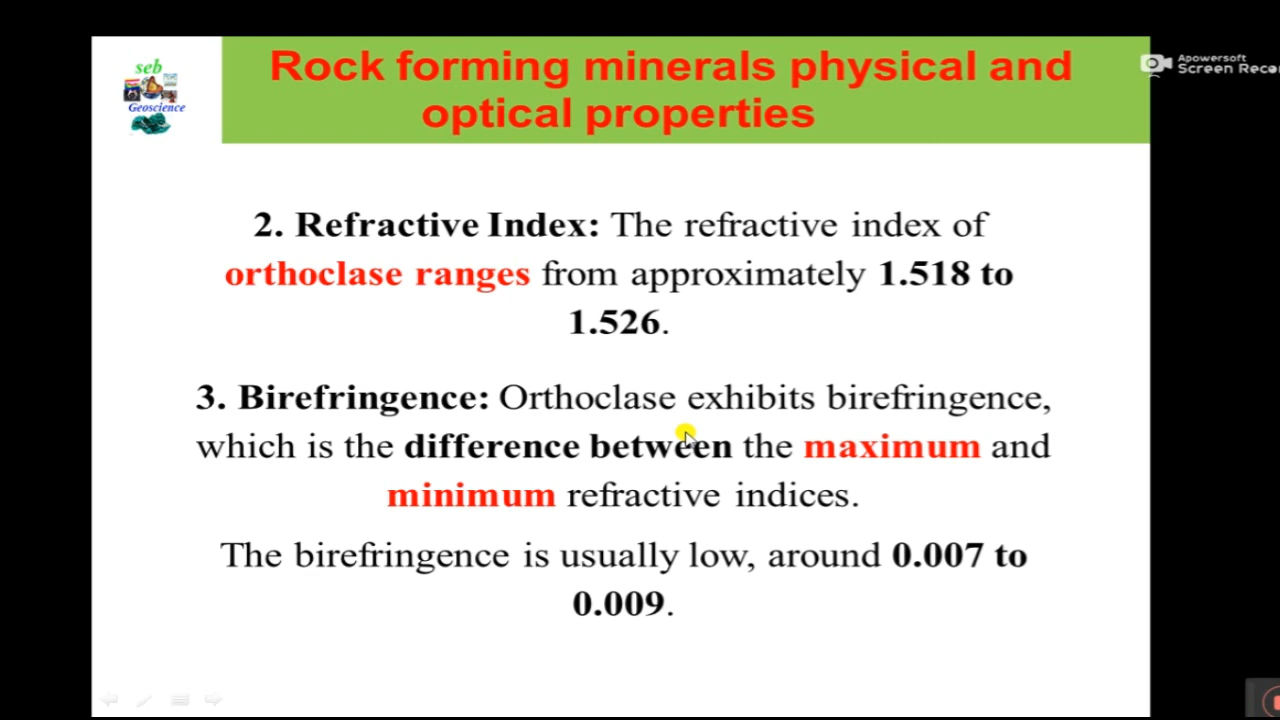 seb
Geoscience
Rock forming minerals physical and
optical properties
Apowersoft
Screen Reco
2. Refractive Index: The refractive index of
orthoclase ranges from approximately 1.518 to
1.526.
3. Birefringence: Orthoclase exhibits birefringence,
which is the difference between the maximum and
minimum refractive indices.
The birefringence is usually low, around 0.007 to
0.009.